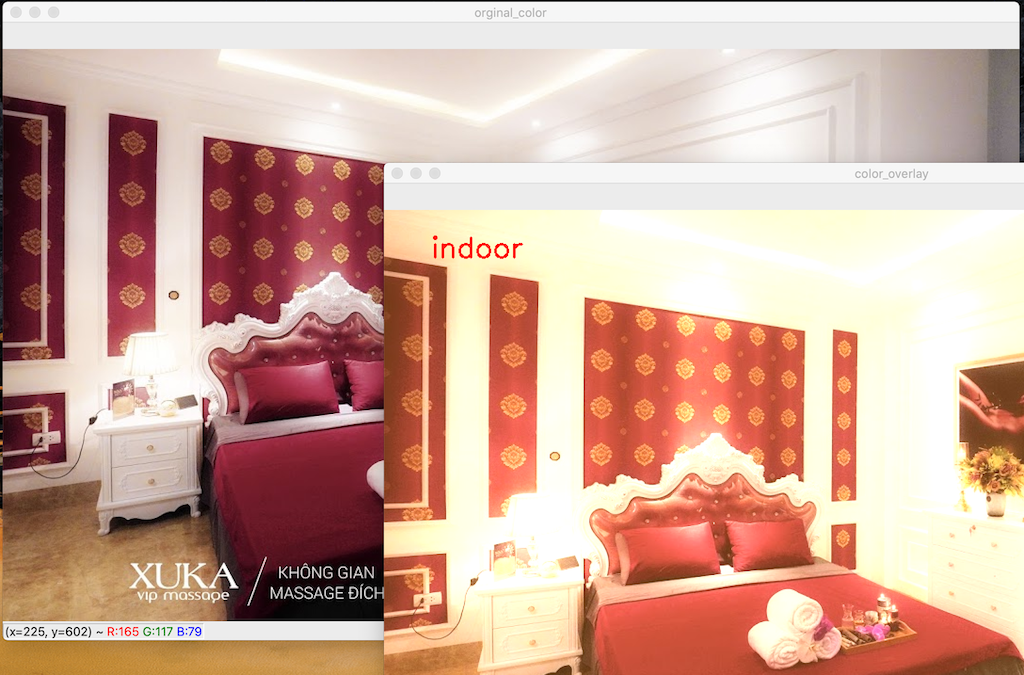 orginal_color
color_overlay
indoor
XUKA
vip massage
KHÔNG GIAN
MASSAGE ĐÍCH
(x=225, y=602) ~ R:165 G:117 B:79